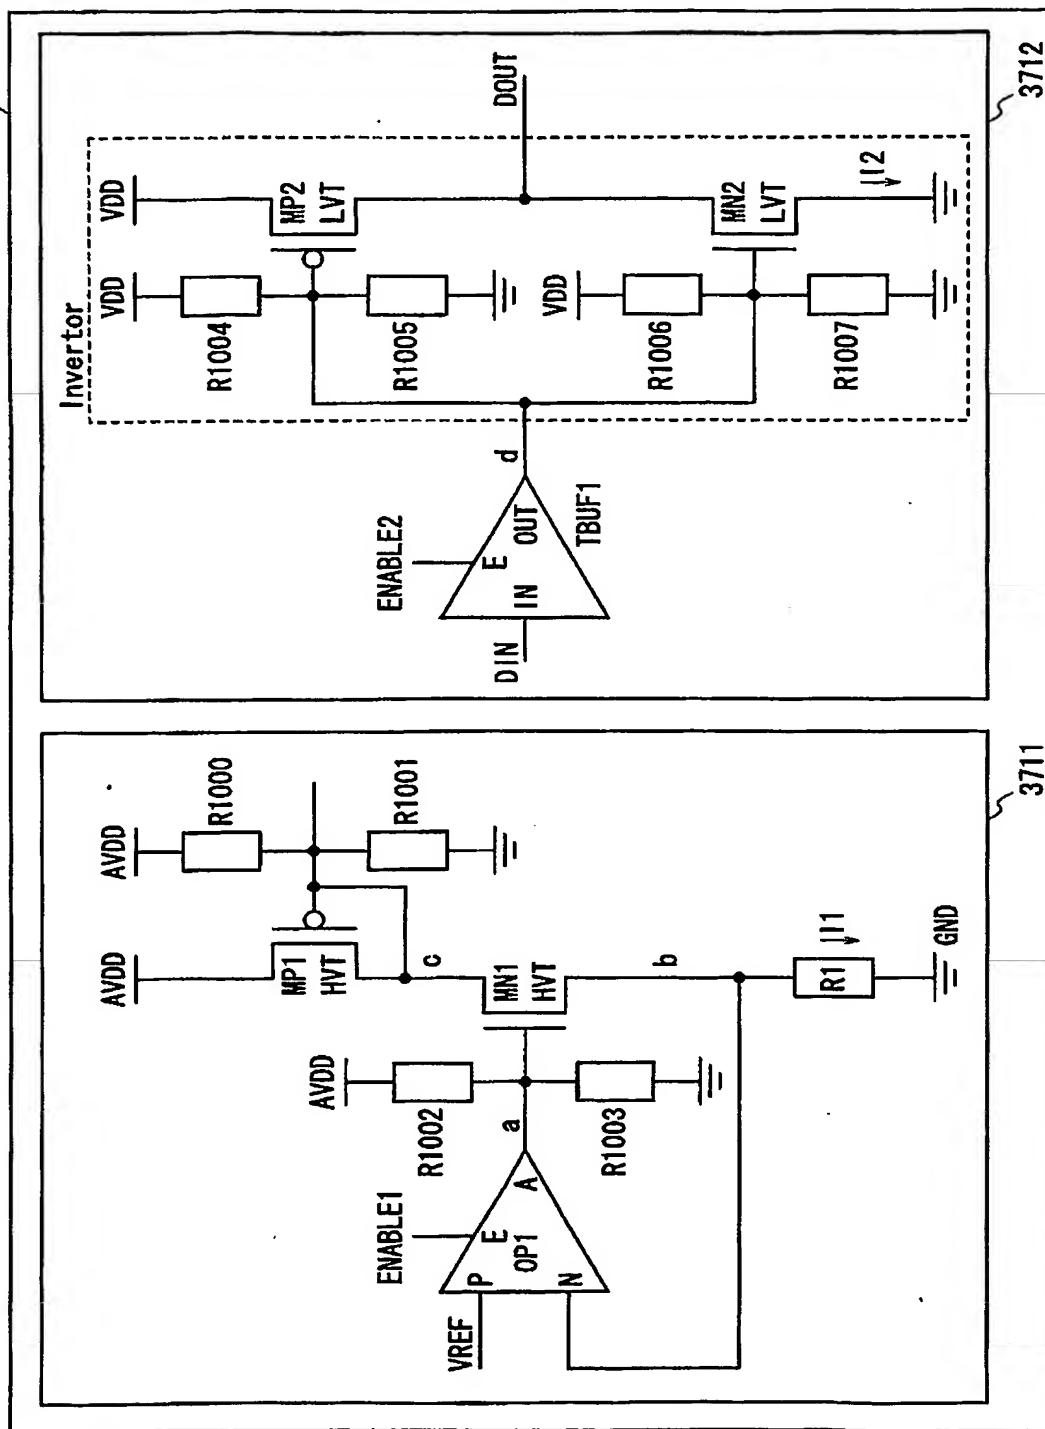 AVDD
AVDD
R1000
MP1
HVT
R1001
c
AVDD
MN1
HVT
R1002
a
b
R1003
ENABLE1
VREF
P
E
OP1
A
N
R1
I1
GND
3711
Invertor
VDD
VDD
R1004
MP2
LVT
R1005
DOUT
VDD
R1006
MN2
LVT
R1007
I2
d
ENABLE2
E
DIN
IN
OUT
TBUF1
3712